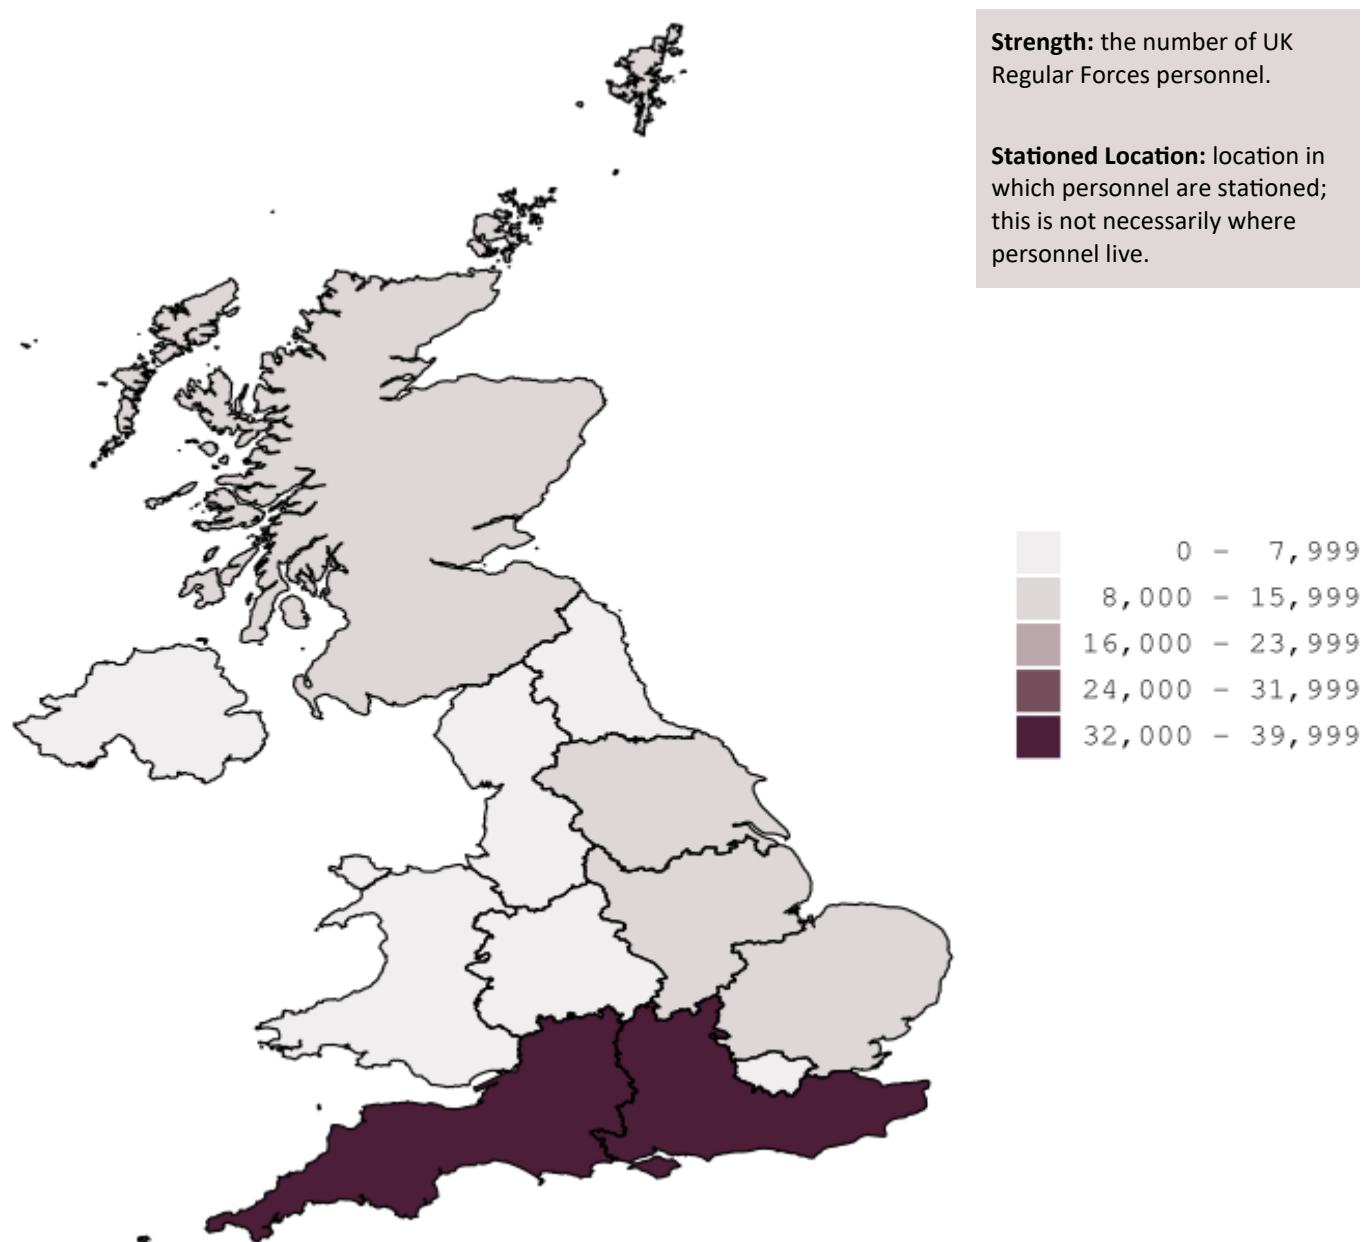 Strength: the number of UK
Regular Forces personnel.
Stationed Location: location in
which personnel are stationed;
this is not necessarily where
personnel live.
0 – 7,999
8,000 – 15,999
16,000 – 23,999
24,000 – 31,999
32,000 – 39,999